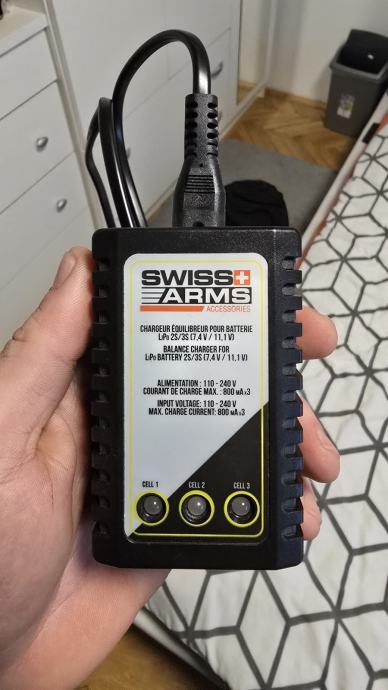 SWISS
ARMS
ACCESSORIES
CHARGEUR ÉQUILIBREUR POUR BATTERIE
LiPo 2S/3S (7,4 V / 11,1 V)
BALANCE CHARGER FOR
LiPo BATTERY 2S/3S (7,4 V / 11,1 V)
ALIMENTATION : 110 - 240 V
COURANT DE CHARGE MAX. : 800 mA x3
INPUT VOLTAGE: 110 - 240 V
MAX. CHARGE CURRENT: 800 mA x3
CELL 1 CELL 2 CELL 3